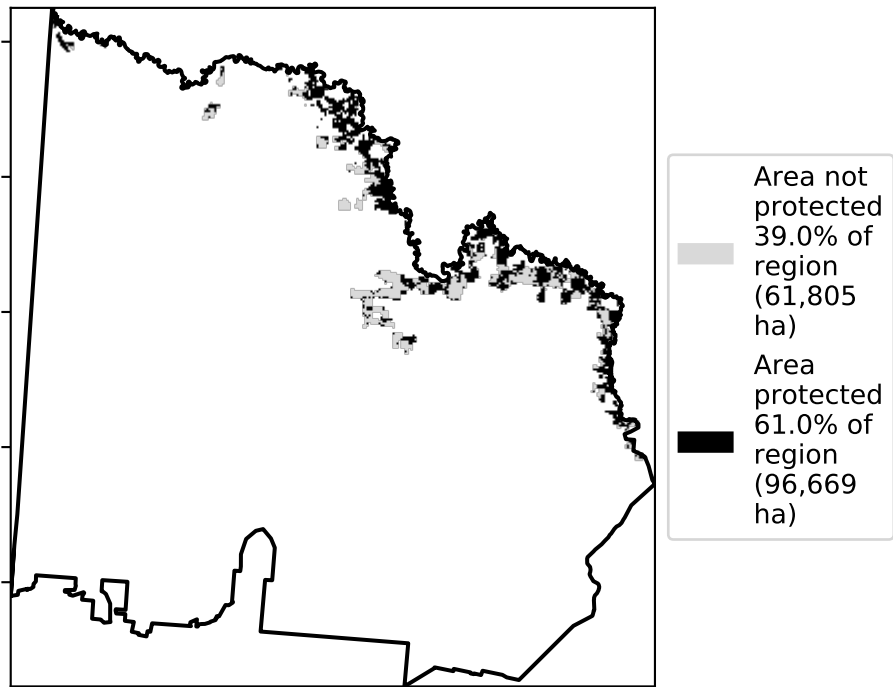 Area not
protected
39.0% of
region
(61,805
ha)
Area
protected
61.0% of
region
(96,669
ha)